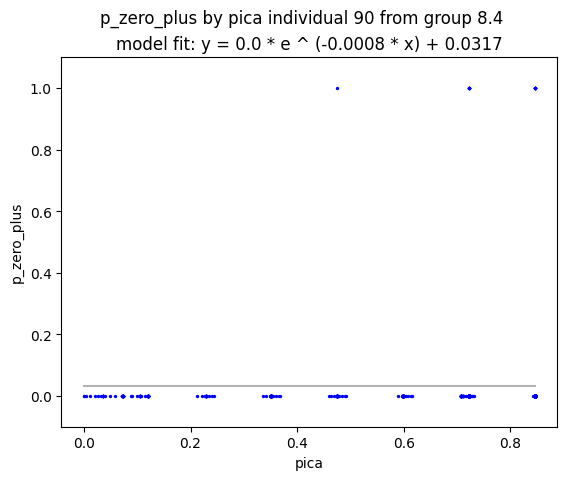 p_zero_plus by pica individual 90 from group 8.4
model fit: y = 0.0 * e ^ (-0.0008 * x) + 0.0317
1.0
0.8
0.6
0.4
0.2
0.0
p_zero_plus
0.0 0.2 0.4 0.6 0.8
pica